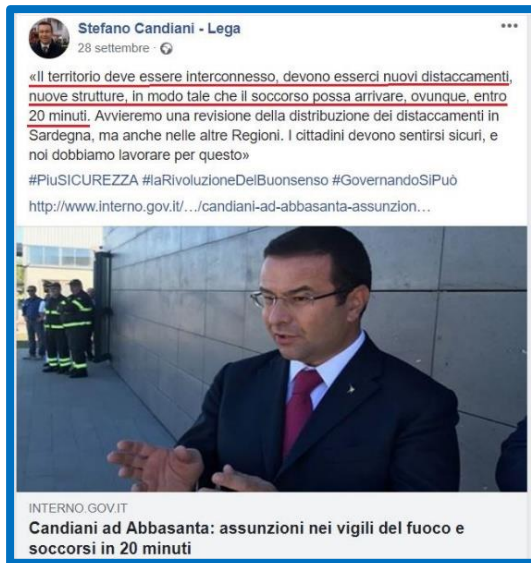 Stefano Candiani - Lega
28 settembre ·
«Il territorio deve essere interconnesso, devono esserci nuovi distaccamenti,
nuove strutture, in modo tale che il soccorso possa arrivare, ovunque, entro
20 minuti. Avvieremo una revisione della distribuzione dei distaccamenti in
Sardegna, ma anche nelle altre Regioni. I cittadini devono sentirsi sicuri, e
noi dobbiamo lavorare per questo»
#PiuSICUREZZA #laRivoluzioneDelBuonsenso #GovernandoSiPuò
http://www.interno.gov.it/…/candiani-ad-abbasanta-assunzion…
INTERNO.GOV.IT
Candiani ad Abbasanta: assunzioni nei vigili del fuoco e
soccorsi in 20 minuti